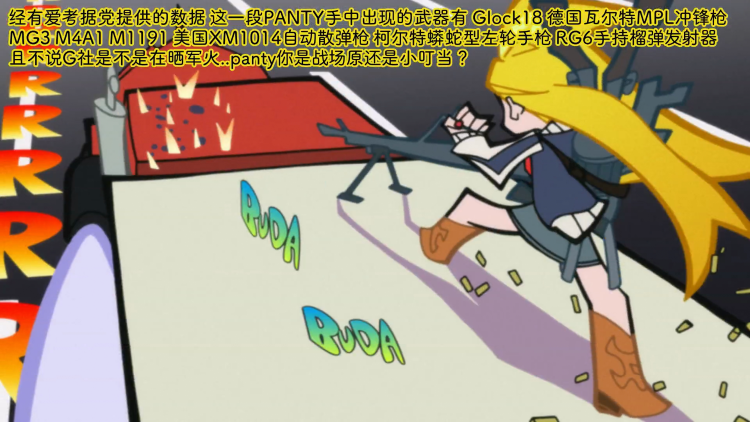 经有爱考据党提供的数据 这一段PANTY手中出现的武器有 Glock18 德国瓦尔特MPL冲锋枪
MG3 M4A1 M1191 美国XM1014自动散弹枪 柯尔特蟒蛇型左轮手枪 RG6手持榴弹发射器
且不说G社是不是在晒军火..panty你是战场原还是小叮当？
R
R
R
R
R
BUDA
BUDA